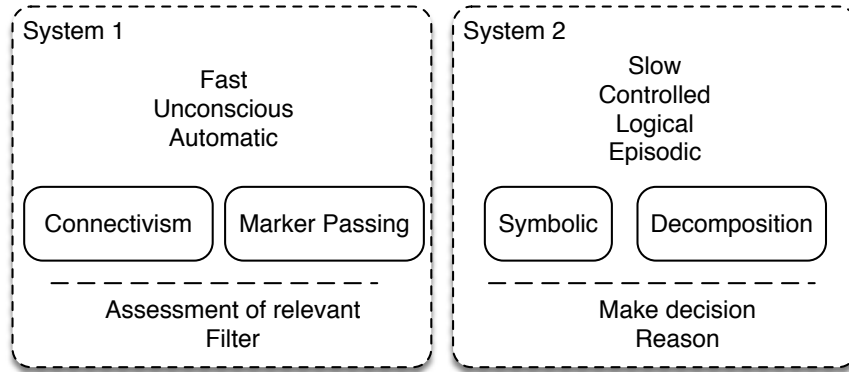 System 1
Fast
Unconscious
Automatic
Connectivism
Marker Passing
Assessment of relevant
Filter
System 2
Slow
Controlled
Logical
Episodic
Symbolic
Decomposition
Make decision
Reason